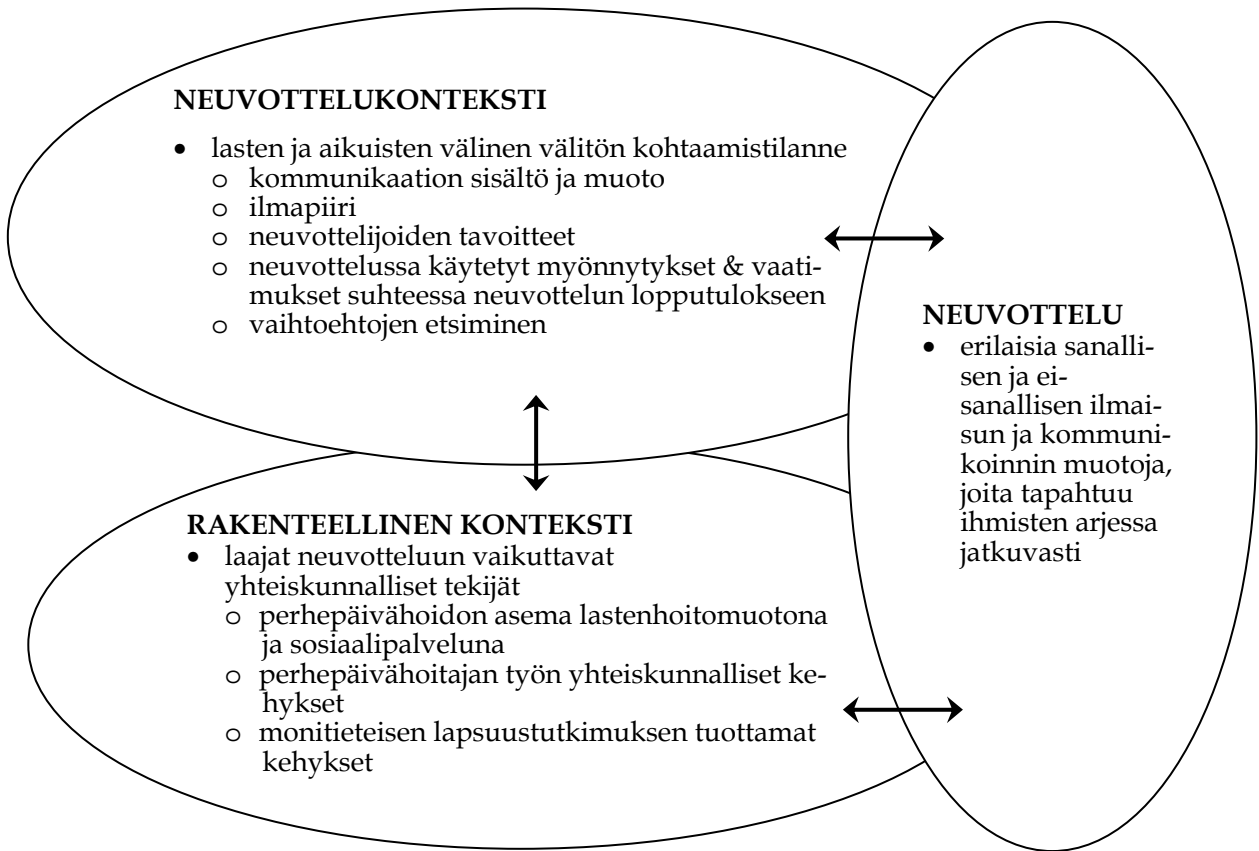 NEUVOTTELUKONTEKSTI
• lasten ja aikuisten välinen välitön kohtaamistilanne
o kommunikaation sisältö ja muoto
o ilmapiiri
o neuvottelijoiden tavoitteet
o neuvottelussa käytetyt myönnytykset & vaati-
mukset suhteessa neuvottelun lopputulokseen
o vaihtoehtojen etsiminen
NEUVOTTELU
• erilaisia sanalli-
sen ja ei-
sanallisen ilmai-
sun ja kommuni-
koinnin muotoja,
joita tapahtuu
ihmisten arjessa
jatkuvasti
RAKENTEELLINEN KONTEKSTI
• laajat neuvotteluun vaikuttavat
yhteiskunnalliset tekijät
o perhepäivähoidon asema lastenhoitomuotona
ja sosiaalipalveluna
o perhepäivähoitajan työn yhteiskunnalliset ke-
hykset
o monitieteisen lapsuustutkimuksen tuottamat
kehykset